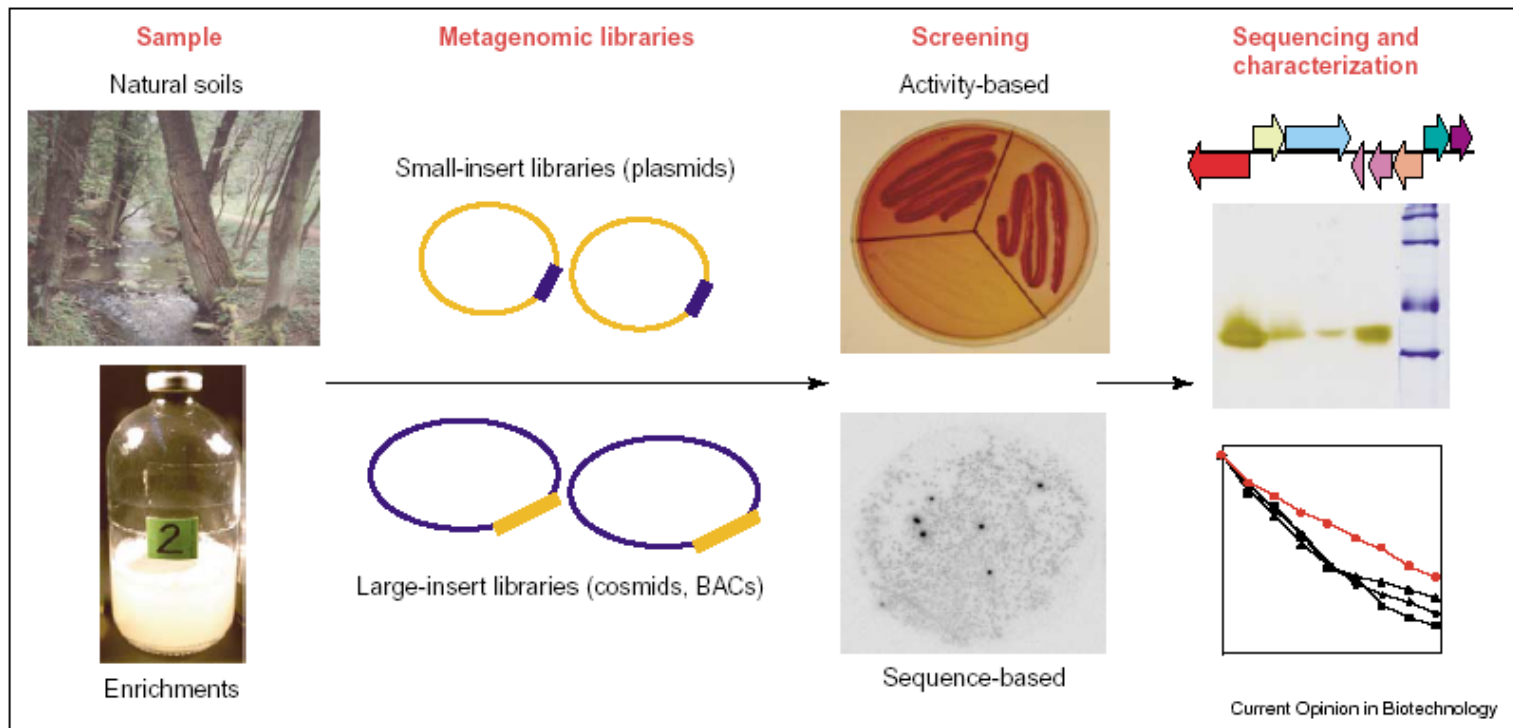 Sample
Natural soils
2
Enrichments
Metagenomic libraries
Small-insert libraries (plasmids)
Large-insert libraries (cosmids, BACs)
Screening
Activity-based
Sequence-based
Sequencing and
characterization
Current Opinion in Biotechnology